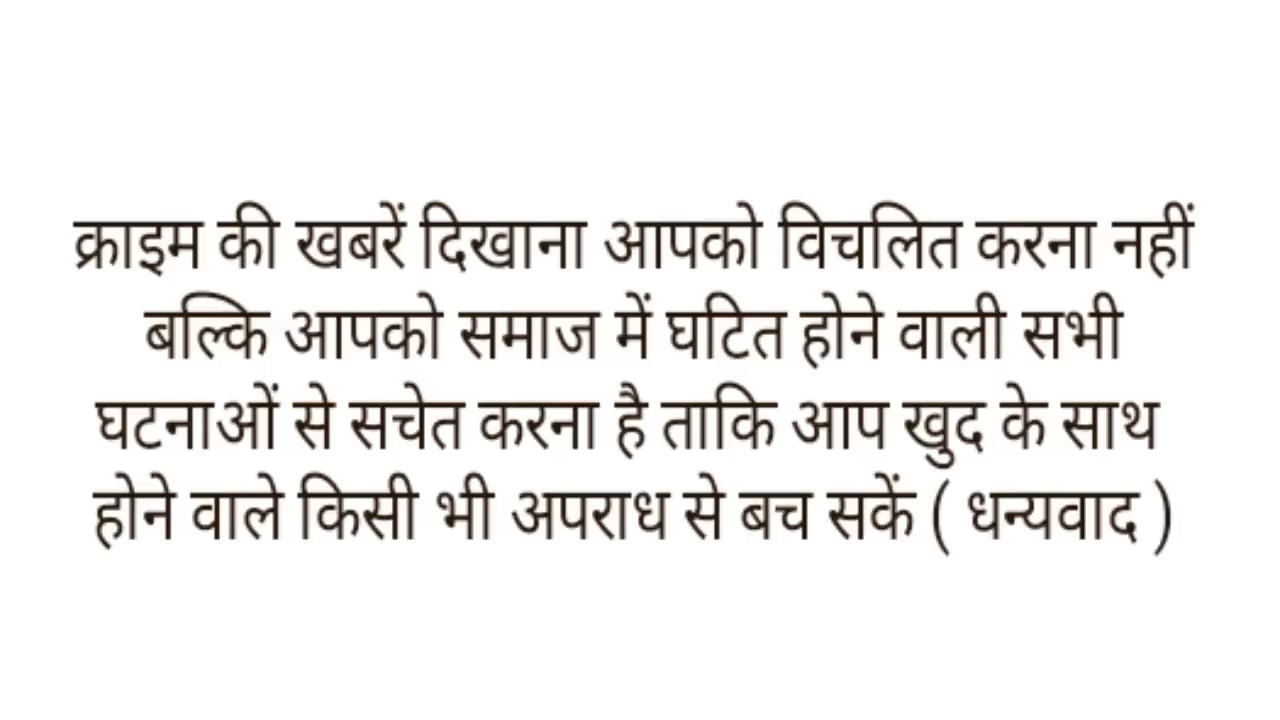 क्राइम की खबरें दिखाना आपको विचलित करना नहीं
बल्कि आपको समाज में घटित होने वाली सभी
घटनाओं से सचेत करना है ताकि आप खुद के साथ
होने वाले किसी भी अपराध से बच सकें ( धन्यवाद )